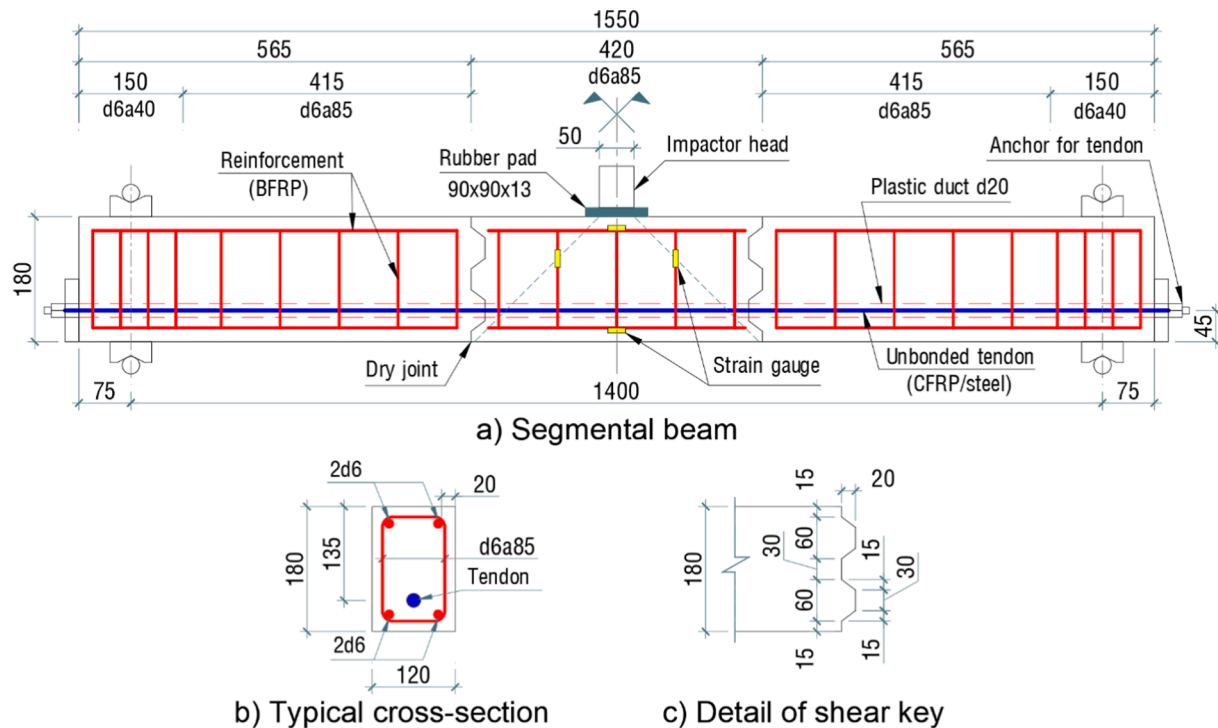 1550
565 420 565
150 415 d6a85 415 150
d6a40 d6a85 d6a85 d6a40
50
Impactor head
Anchor for tendon
Rubber pad
90x90x13
Reinforcement
(BFRP)
Plastic duct d20
180
45
Dry joint
Strain gauge
Unbonded tendon
(CFRP/steel)
75 1400 75
a) Segmental beam
2d6
20
180
135
d6a85
Tendon
2d6
120
b) Typical cross-section
15
20
180
30
60
15
30
60
15
15
c) Detail of shear key